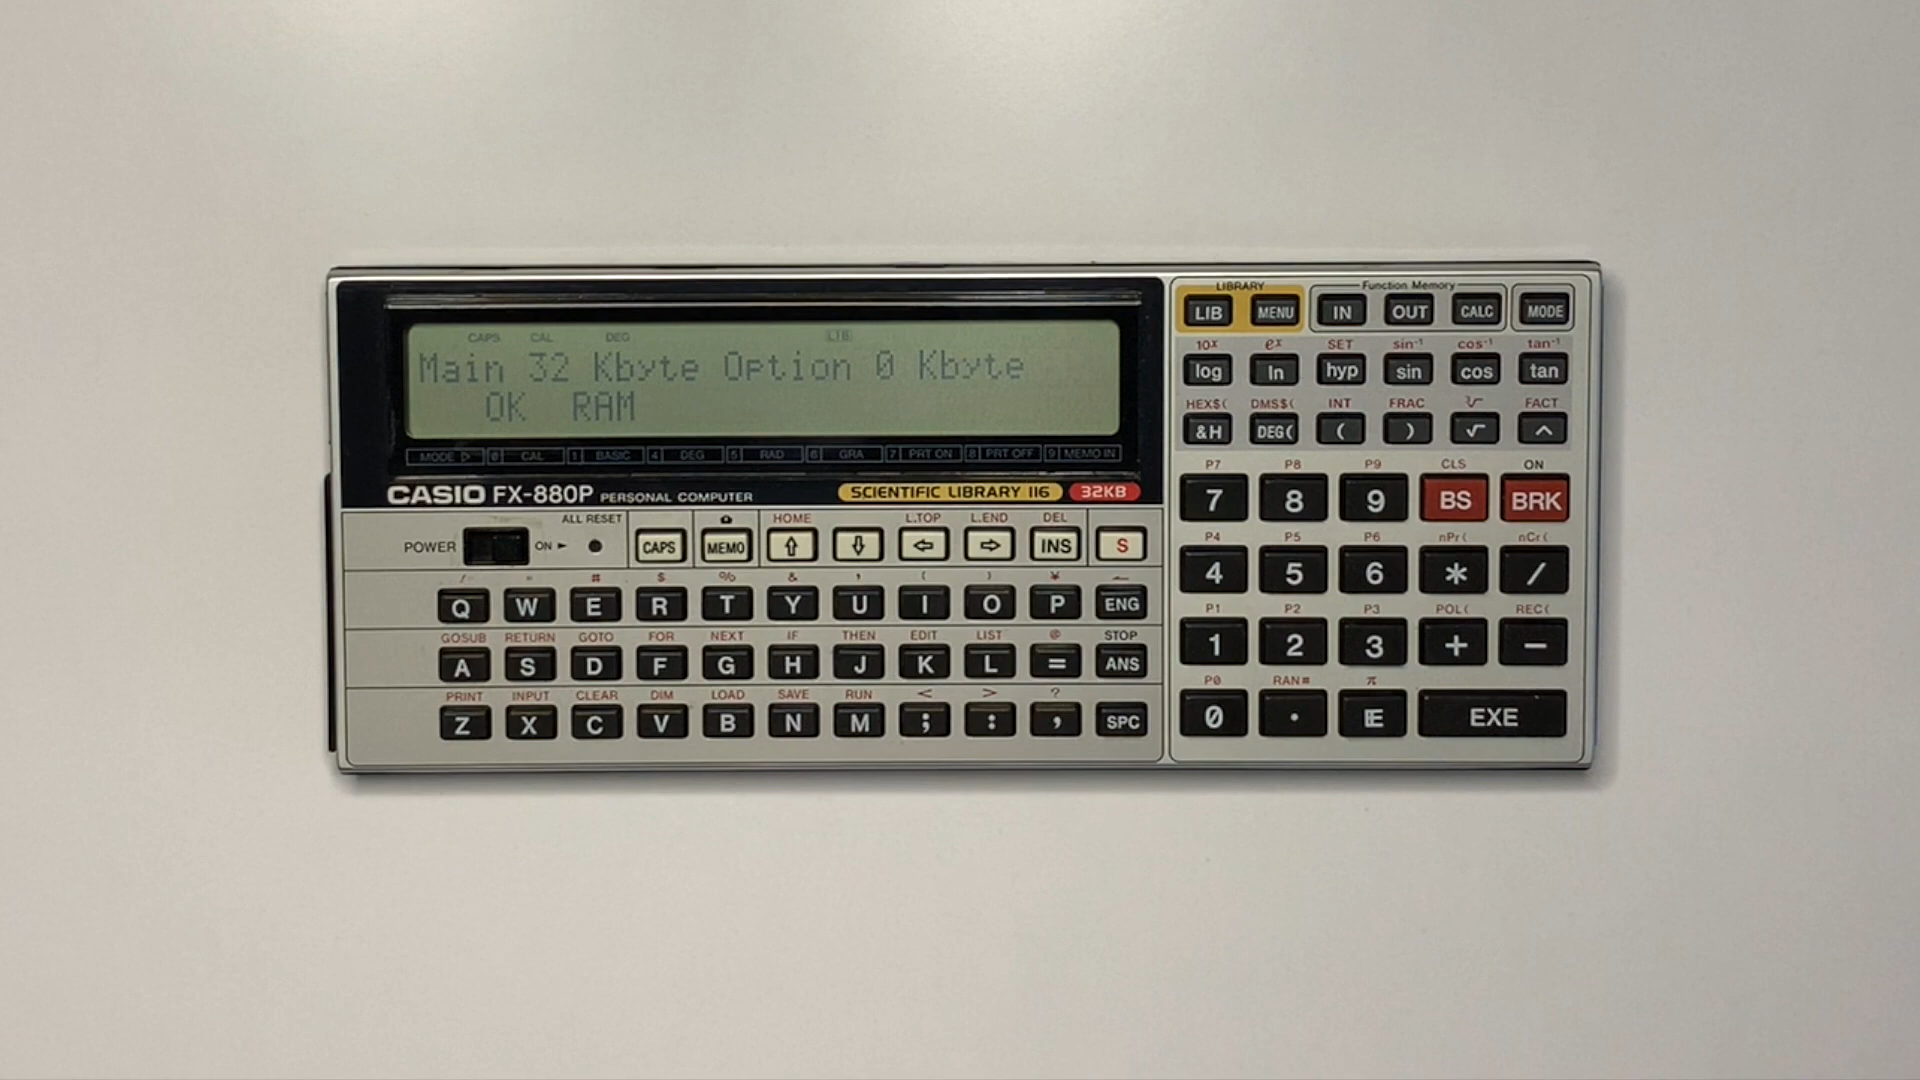 LIBRARY Function Memory
LIB MENU IN OUT CALC MODE
CAPS CAL DEG LIB
Main 32 Kbyte Option 0 Kbyte
OK RAM
MODE ▷ 0 CAL 1 BASIC 4 DEG 5 RAD 6 GRA 7 PRT ON 8 PRT OFF 9 MEMO IN
CASIO FX-880P PERSONAL COMPUTER SCIENTIFIC LIBRARY 116 32KB
10x ex SET sin-1 cos-1 tan-1
log ln hyp sin cos tan
HEX$( DMS$( INT FRAC ∛ FACT
&H DEG( ( ) √ ^
ALL RESET HOME L.TOP L.END DEL
POWER ON ► CAPS MEMO ⇧ ⇩ ⇦ ⇨ INS S
# $ % & ' ( ) ¥
Q W E R T Y U I O P ENG
GOSUB RETURN GOTO FOR NEXT IF THEN EDIT LIST @ STOP
A S D F G H J K L = ANS
PRINT INPUT CLEAR DIM LOAD SAVE RUN < > ?
Z X C V B N M ; : , SPC
P7 P8 P9 CLS ON
7 8 9 BS BRK
P4 P5 P6 nPr( nCr(
4 5 6 * /
P1 P2 P3 POL( REC(
1 2 3 + −
P0 RAN# π
0 . E EXE